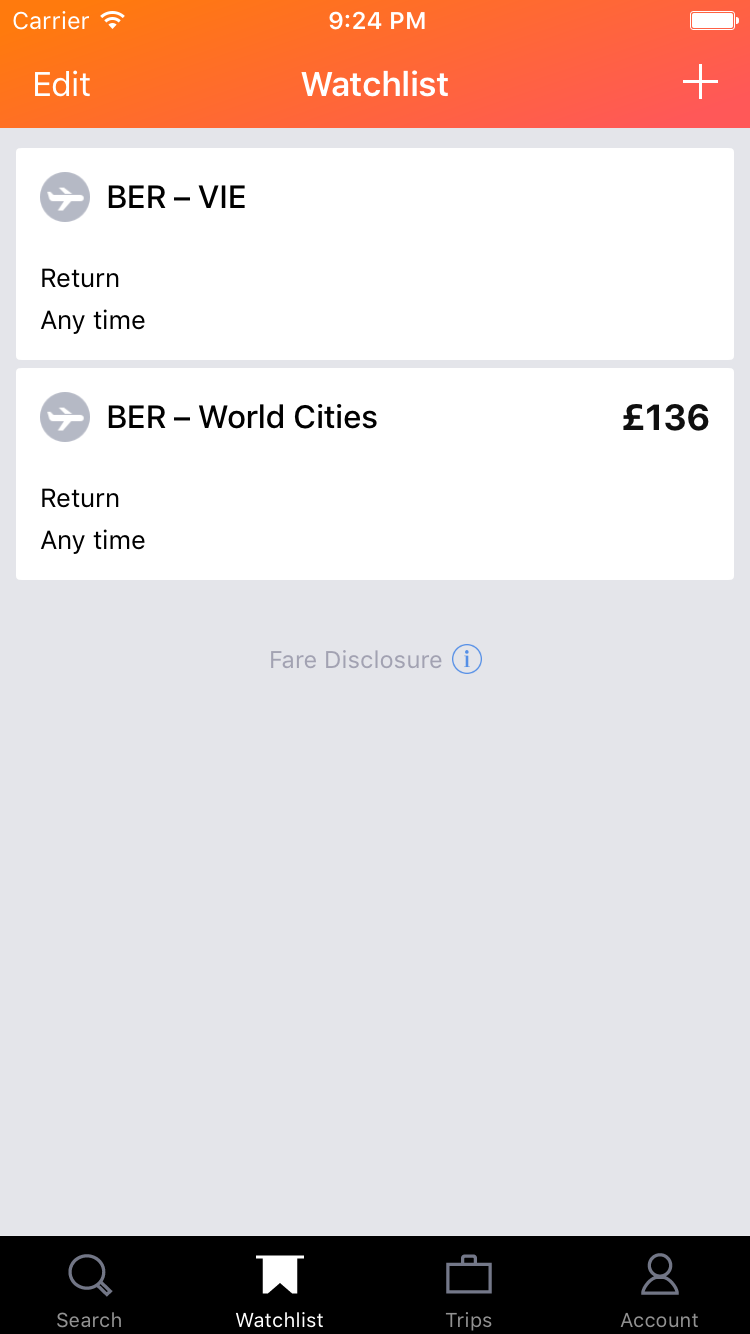 Carrier 9:24 PM
Edit Watchlist
BER – VIE
Return
Any time
BER – World Cities £136
Return
Any time
Fare Disclosure i
Search Watchlist Trips Account